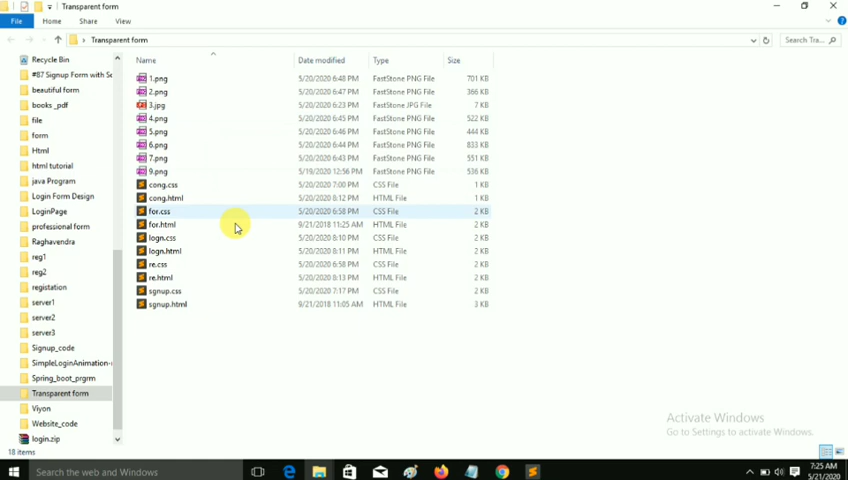 Transparent form
File Home Share View
Transparent form
Search Tra...
Recycle Bin
#87 Signup Form with Se
beautiful form
books _pdf
file
form
Html
html tutorial
java Program
Login Form Design
LoginPage
professional form
Raghavendra
reg1
reg2
registation
server1
server2
server3
Signup_code
SimpleLoginAnimation-
Spring_boot_prgrm
Transparent form
Viyon
Website_code
login.zip
Name Date modified Type Size
1.png 5/20/2020 6:48 PM FastStone PNG File 701 KB
2.png 5/20/2020 6:47 PM FastStone PNG File 366 KB
3.jpg 5/20/2020 6:23 PM FastStone JPG File 7 KB
4.png 5/20/2020 6:45 PM FastStone PNG File 522 KB
5.png 5/20/2020 6:46 PM FastStone PNG File 444 KB
6.png 5/20/2020 6:44 PM FastStone PNG File 833 KB
7.png 5/20/2020 6:43 PM FastStone PNG File 551 KB
9.png 5/19/2020 12:56 PM FastStone PNG File 536 KB
cong.css 5/20/2020 7:00 PM CSS File 1 KB
cong.html 5/20/2020 8:12 PM HTML File 1 KB
for.css 5/20/2020 6:58 PM CSS File 2 KB
for.html 9/21/2018 11:25 AM HTML File 2 KB
logn.css 5/20/2020 8:10 PM CSS File 2 KB
logn.html 5/20/2020 8:11 PM HTML File 2 KB
re.css 5/20/2020 6:58 PM CSS File 2 KB
re.html 5/20/2020 8:13 PM HTML File 2 KB
sgnup.css 5/20/2020 7:17 PM CSS File 2 KB
sgnup.html 9/21/2018 11:05 AM HTML File 3 KB
Activate Windows
Go to Settings to activate Windows.
18 items
Search the web and Windows
7:25 AM
5/21/2020